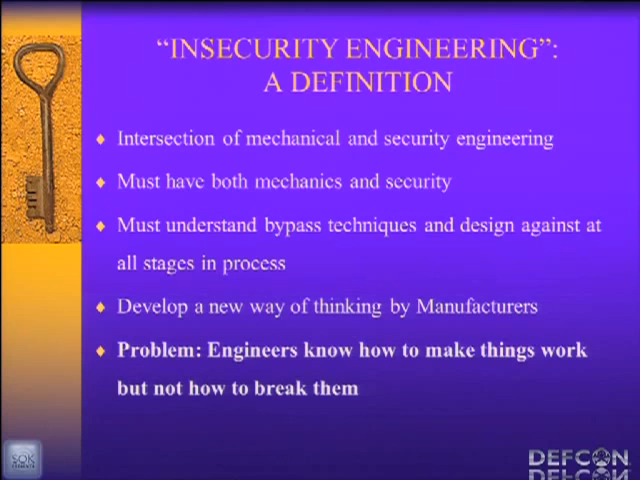 “INSECURITY ENGINEERING”:
A DEFINITION
Intersection of mechanical and security engineering
Must have both mechanics and security
Must understand bypass techniques and design against at
all stages in process
Develop a new way of thinking by Manufacturers
Problem: Engineers know how to make things work
but not how to break them
SOK
DEFCON